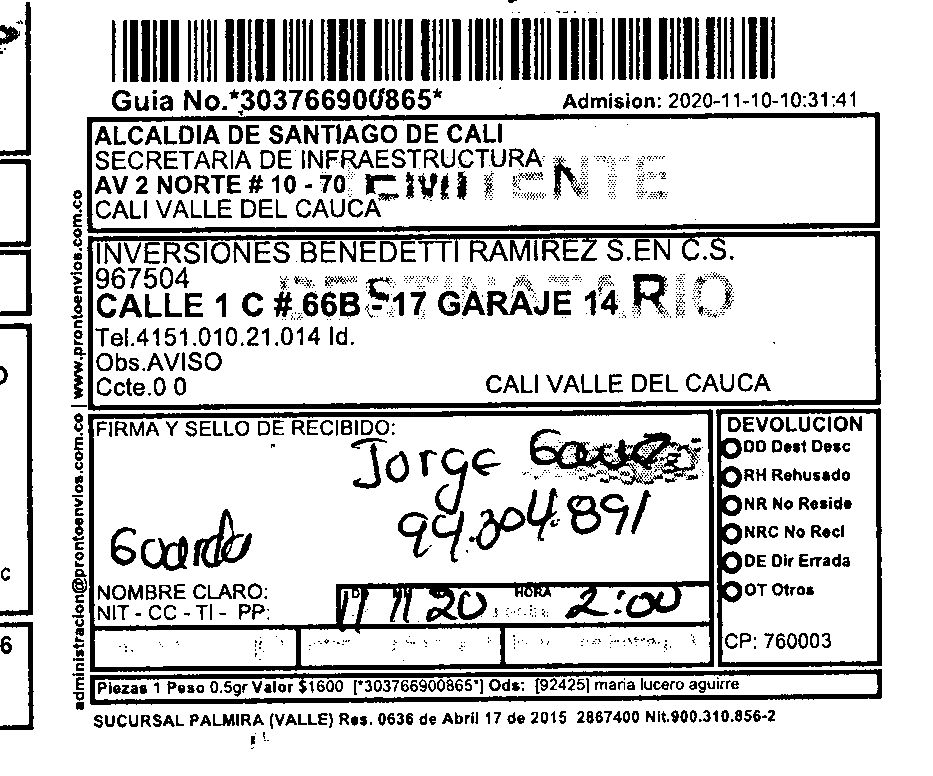 Guia No.*303766900865*
Admision: 2020-11-10-10:31:41
ALCALDIA DE SANTIAGO DE CALI
SECRETARIA DE INFRAESTRUCTURA
AV 2 NORTE # 10 - 70
CALI VALLE DEL CAUCA
INVERSIONES BENEDETTI RAMIREZ S.EN C.S.
967504
DESTINATARIO
CALLE 1 C # 66B - 17 GARAJE 14
Tel.4151.010.21.014 Id.
Obs.AVISO
Ccte.0 0
CALI VALLE DEL CAUCA
FIRMA Y SELLO DE RECIBIDO:
Jorge
94.304.891
Guarda
NOMBRE CLARO:
NIT - CC - TI - PP:
11 11 20
HORA
2:00
DEVOLUCION
DD Dest Desc
RH Rehusado
NR No Reside
NRC No Recl
DE Dir Errada
OT Otros
CP: 760003
Piezas 1 Peso 0.5gr Valor $1600 [*303766900865*] Ods: [92425] maria lucero aguirre
SUCURSAL PALMIRA (VALLE) Res. 0636 de Abril 17 de 2015 2867400 Nit.900.310.856-2
administracion@prontoenvios.com.co | www.prontoenvios.com.co
C
6